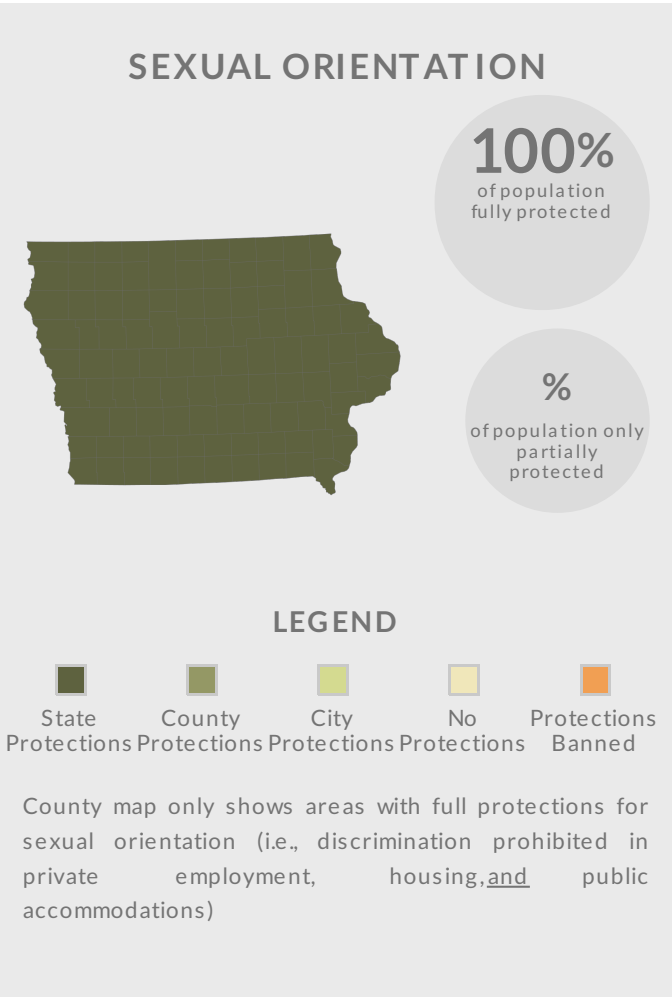 SEXUAL ORIENTATION
100%
of population
fully protected
%
of population only
partially
protected
LEGEND
State
Protections
County
Protections
City
Protections
No
Protections
Protections
Banned
County map only shows areas with full protections for
sexual orientation (i.e., discrimination prohibited in
private employment, housing, and public
accommodations)